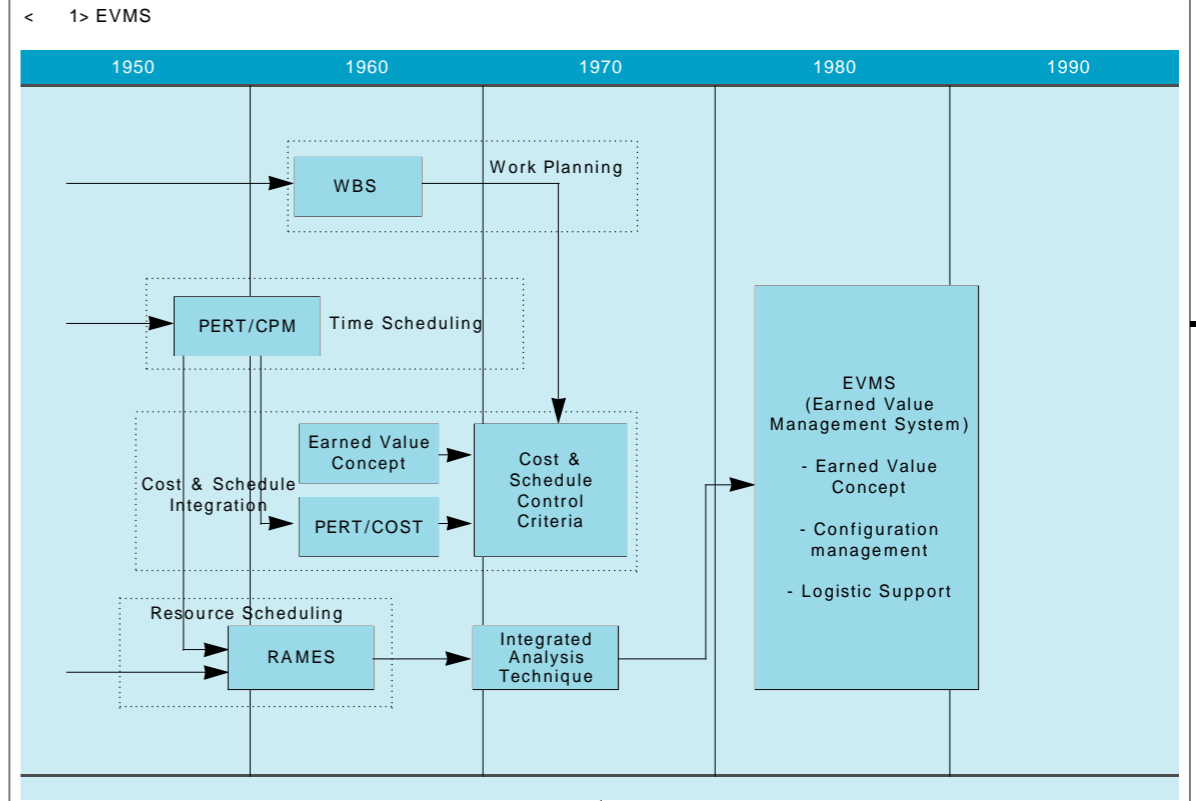 < 1> EVMS
1950 1960 1970 1980 1990
Work Planning
WBS
PERT/CPM
Time Scheduling
EVMS
(Earned Value
Management System)
- Earned Value
Concept
- Configuration
management
- Logistic Support
Earned Value
Concept
Cost & Schedule
Integration
PERT/COST
Cost &
Schedule
Control
Criteria
Resource Scheduling
RAMES
Integrated
Analysis
Technique